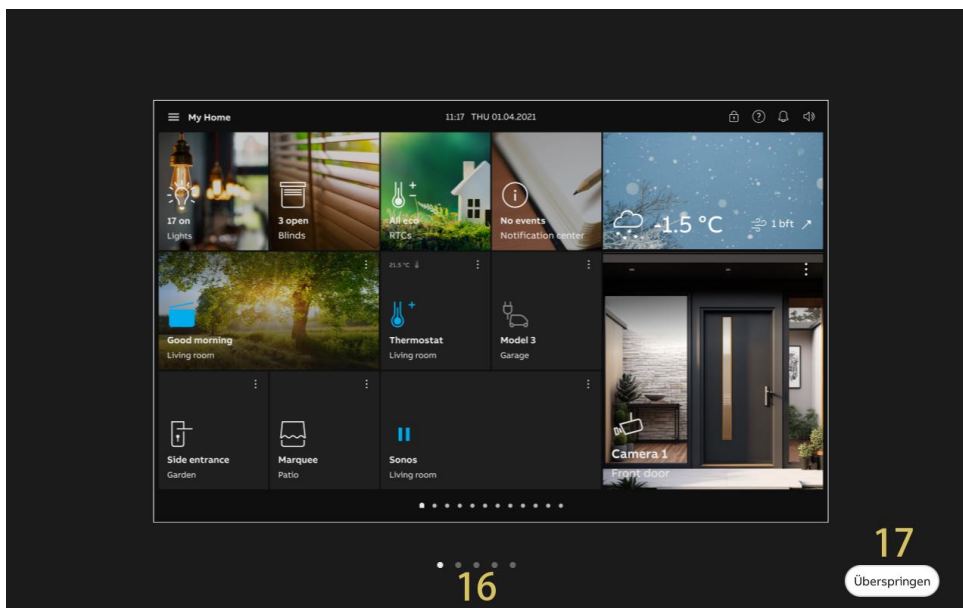 My Home
11:17 THU 01.04.2021
17 on
Lights
3 open
Blinds
All eco
RTCs
No events
Notification center
-1.5 °C
1 bft
Good morning
Living room
21.5 °C
Thermostat
Living room
Model 3
Garage
Side entrance
Garden
Marquee
Patio
Sonos
Living room
Camera 1
Front door
16
17
Überspringen